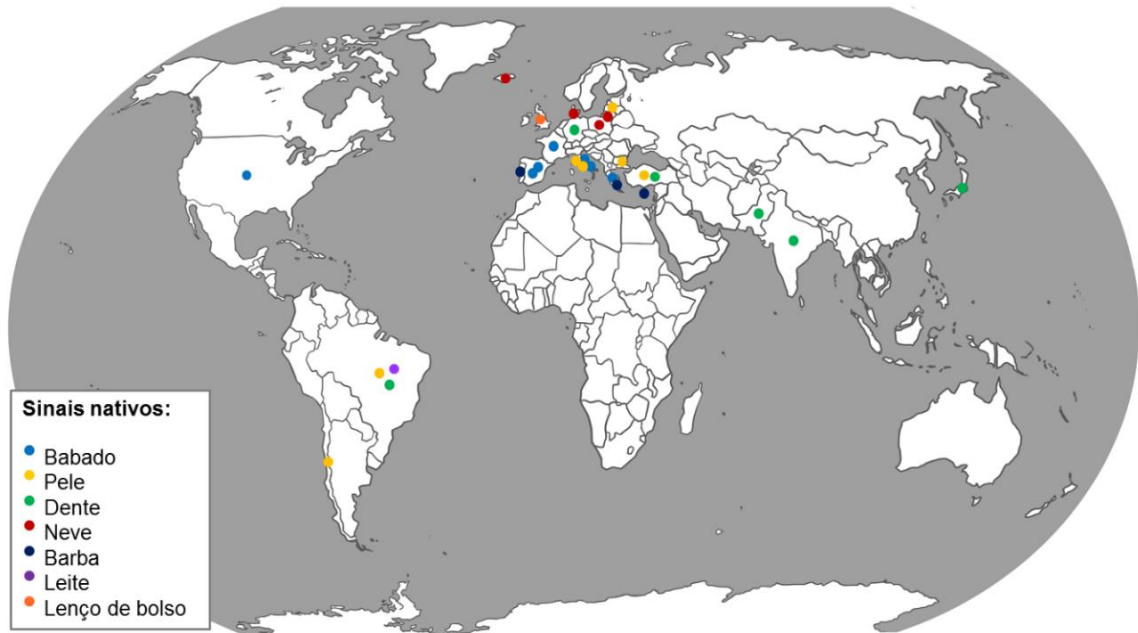 Sinais nativos:
Babado
Pele
Dente
Neve
Barba
Leite
Lenço de bolso